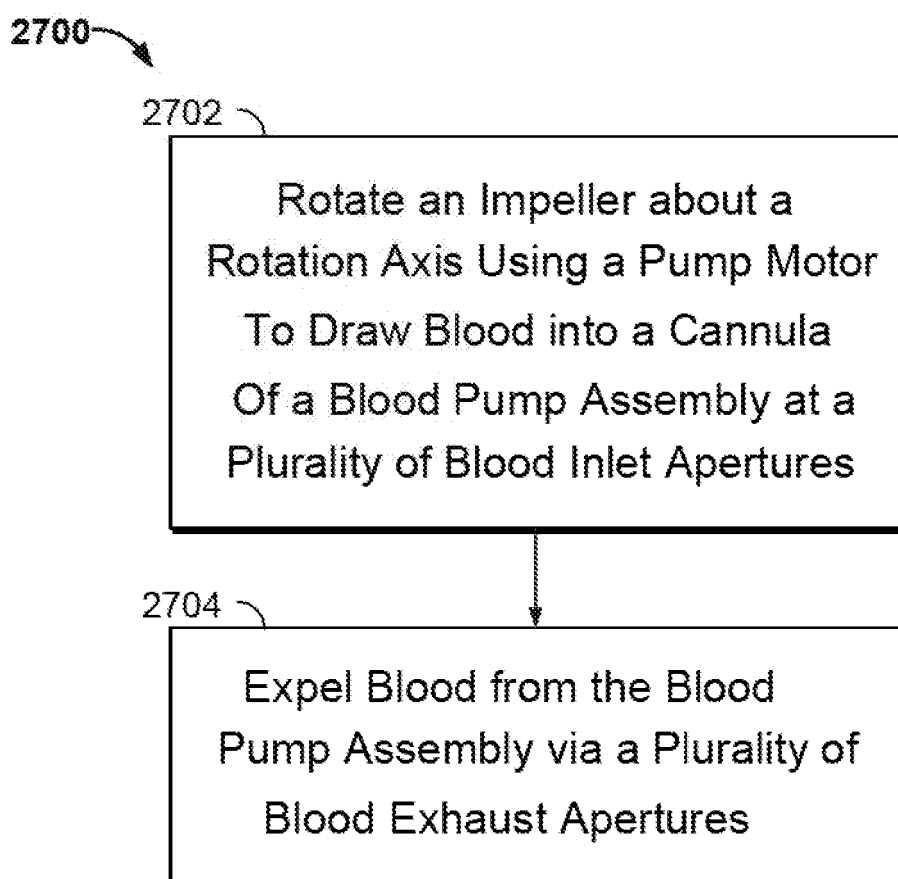 2700
2702
Rotate an Impeller about a
Rotation Axis Using a Pump Motor
To Draw Blood into a Cannula
Of a Blood Pump Assembly at a
Plurality of Blood Inlet Apertures
2704
Expel Blood from the Blood
Pump Assembly via a Plurality of
Blood Exhaust Apertures